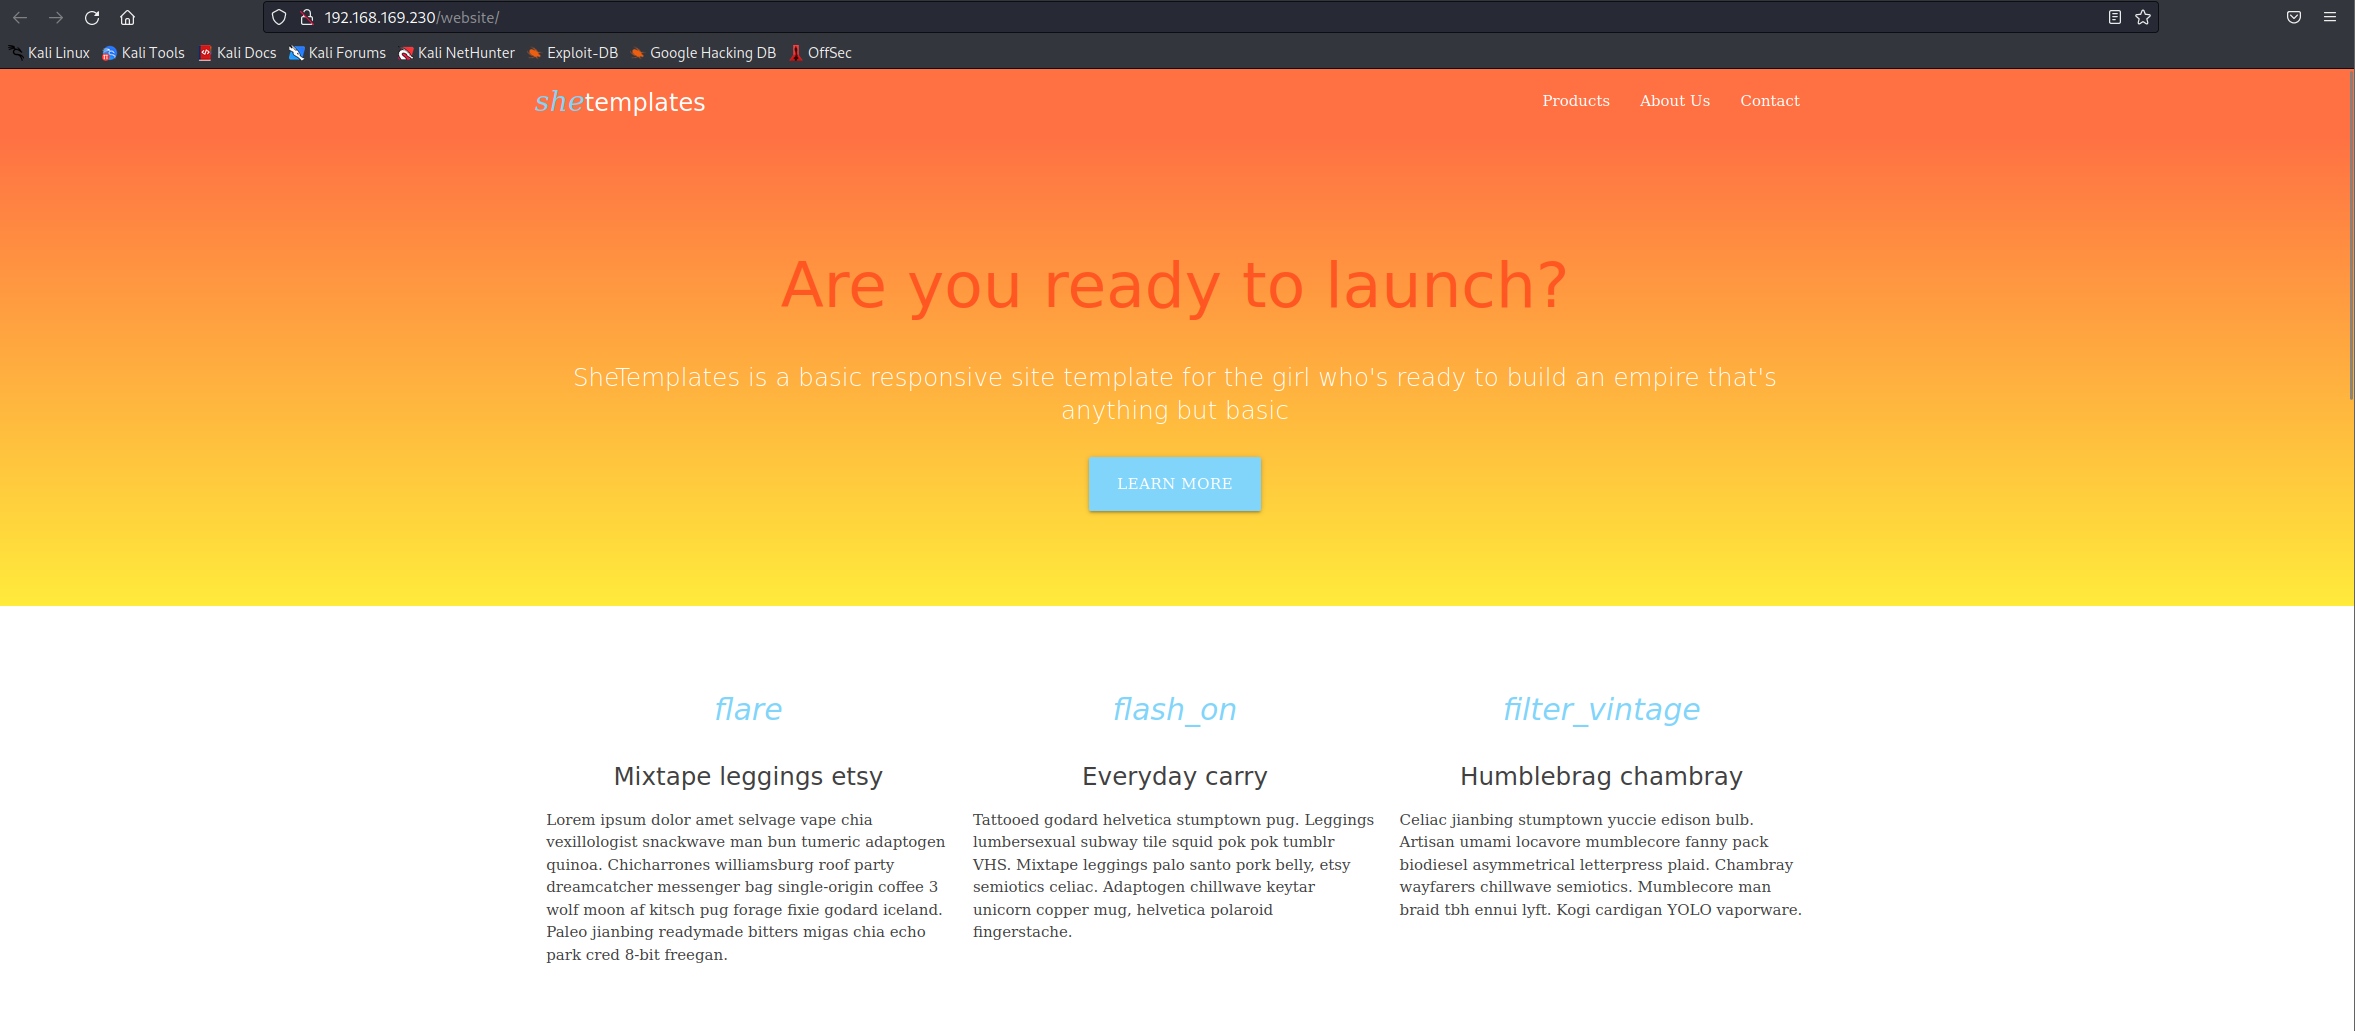 192.168.169.230/website/
Kali Linux Kali Tools Kali Docs Kali Forums Kali NetHunter Exploit-DB Google Hacking DB OffSec
shetemplates Products About Us Contact
Are you ready to launch?
SheTemplates is a basic responsive site template for the girl who's ready to build an empire that's
anything but basic
LEARN MORE
flare
Mixtape leggings etsy
Lorem ipsum dolor amet selvage vape chia
vexillologist snackwave man bun tumeric adaptogen
quinoa. Chicharrones williamsburg roof party
dreamcatcher messenger bag single-origin coffee 3
wolf moon af kitsch pug forage fixie godard iceland.
Paleo jianbing readymade bitters migas chia echo
park cred 8-bit freegan.
flash_on
Everyday carry
Tattooed godard helvetica stumptown pug. Leggings
lumbersexual subway tile squid pok pok tumblr
VHS. Mixtape leggings palo santo pork belly, etsy
semiotics celiac. Adaptogen chillwave keytar
unicorn copper mug, helvetica polaroid
fingerstache.
filter_vintage
Humblebrag chambray
Celiac jianbing stumptown yuccie edison bulb.
Artisan umami locavore mumblecore fanny pack
biodiesel asymmetrical letterpress plaid. Chambray
wayfarers chillwave semiotics. Mumblecore man
braid tbh ennui lyft. Kogi cardigan YOLO vaporware.